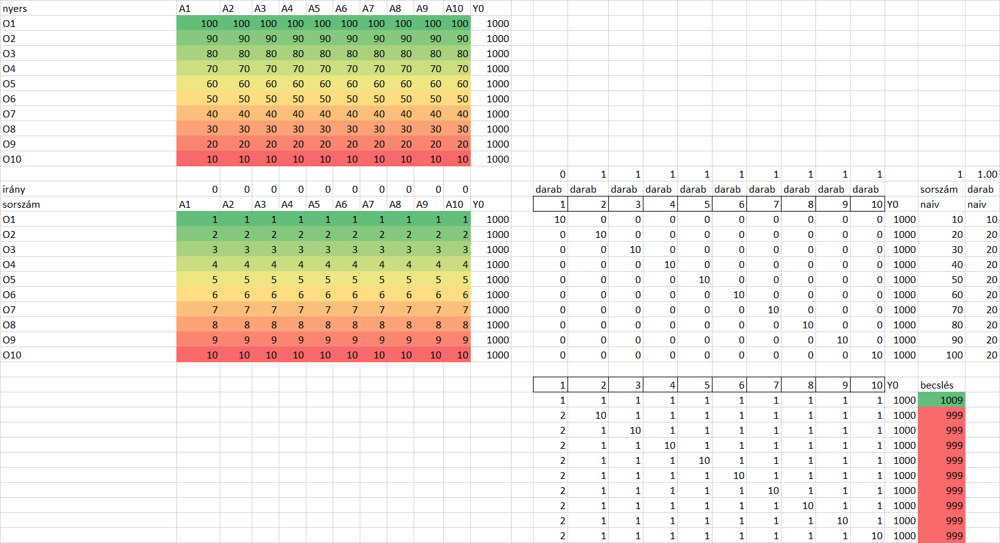 nyers A1 A2 A3 A4 A5 A6 A7 A8 A9 A10 Y0
O1 100 100 100 100 100 100 100 100 100 100 1000
O2 90 90 90 90 90 90 90 90 90 90 1000
O3 80 80 80 80 80 80 80 80 80 80 1000
O4 70 70 70 70 70 70 70 70 70 70 1000
O5 60 60 60 60 60 60 60 60 60 60 1000
O6 50 50 50 50 50 50 50 50 50 50 1000
O7 40 40 40 40 40 40 40 40 40 40 1000
O8 30 30 30 30 30 30 30 30 30 30 1000
O9 20 20 20 20 20 20 20 20 20 20 1000
O10 10 10 10 10 10 10 10 10 10 10 1000
0 1 1 1 1 1 1 1 1 1 1 1.00
irány 0 0 0 0 0 0 0 0 0 0 darab darab darab darab darab darab darab darab darab darab sorszám darab
sorszám A1 A2 A3 A4 A5 A6 A7 A8 A9 A10 Y0 1 2 3 4 5 6 7 8 9 10 Y0 naiv naiv
O1 1 1 1 1 1 1 1 1 1 1 1000 10 0 0 0 0 0 0 0 0 0 1000 10 10
O2 2 2 2 2 2 2 2 2 2 2 1000 0 10 0 0 0 0 0 0 0 0 1000 20 20
O3 3 3 3 3 3 3 3 3 3 3 1000 0 0 10 0 0 0 0 0 0 0 1000 30 20
O4 4 4 4 4 4 4 4 4 4 4 1000 0 0 0 10 0 0 0 0 0 0 1000 40 20
O5 5 5 5 5 5 5 5 5 5 5 1000 0 0 0 0 10 0 0 0 0 0 1000 50 20
O6 6 6 6 6 6 6 6 6 6 6 1000 0 0 0 0 0 10 0 0 0 0 1000 60 20
O7 7 7 7 7 7 7 7 7 7 7 1000 0 0 0 0 0 0 10 0 0 0 1000 70 20
O8 8 8 8 8 8 8 8 8 8 8 1000 0 0 0 0 0 0 0 10 0 0 1000 80 20
O9 9 9 9 9 9 9 9 9 9 9 1000 0 0 0 0 0 0 0 0 10 0 1000 90 20
O10 10 10 10 10 10 10 10 10 10 10 1000 0 0 0 0 0 0 0 0 0 10 1000 100 20
1 2 3 4 5 6 7 8 9 10 Y0 becslés
1 1 1 1 1 1 1 1 1 1 1000 1009
2 10 1 1 1 1 1 1 1 1 1000 999
2 1 10 1 1 1 1 1 1 1 1000 999
2 1 1 10 1 1 1 1 1 1 1000 999
2 1 1 1 10 1 1 1 1 1 1000 999
2 1 1 1 1 10 1 1 1 1 1000 999
2 1 1 1 1 1 10 1 1 1 1000 999
2 1 1 1 1 1 1 10 1 1 1000 999
2 1 1 1 1 1 1 1 10 1 1000 999
2 1 1 1 1 1 1 1 1 10 1000 999